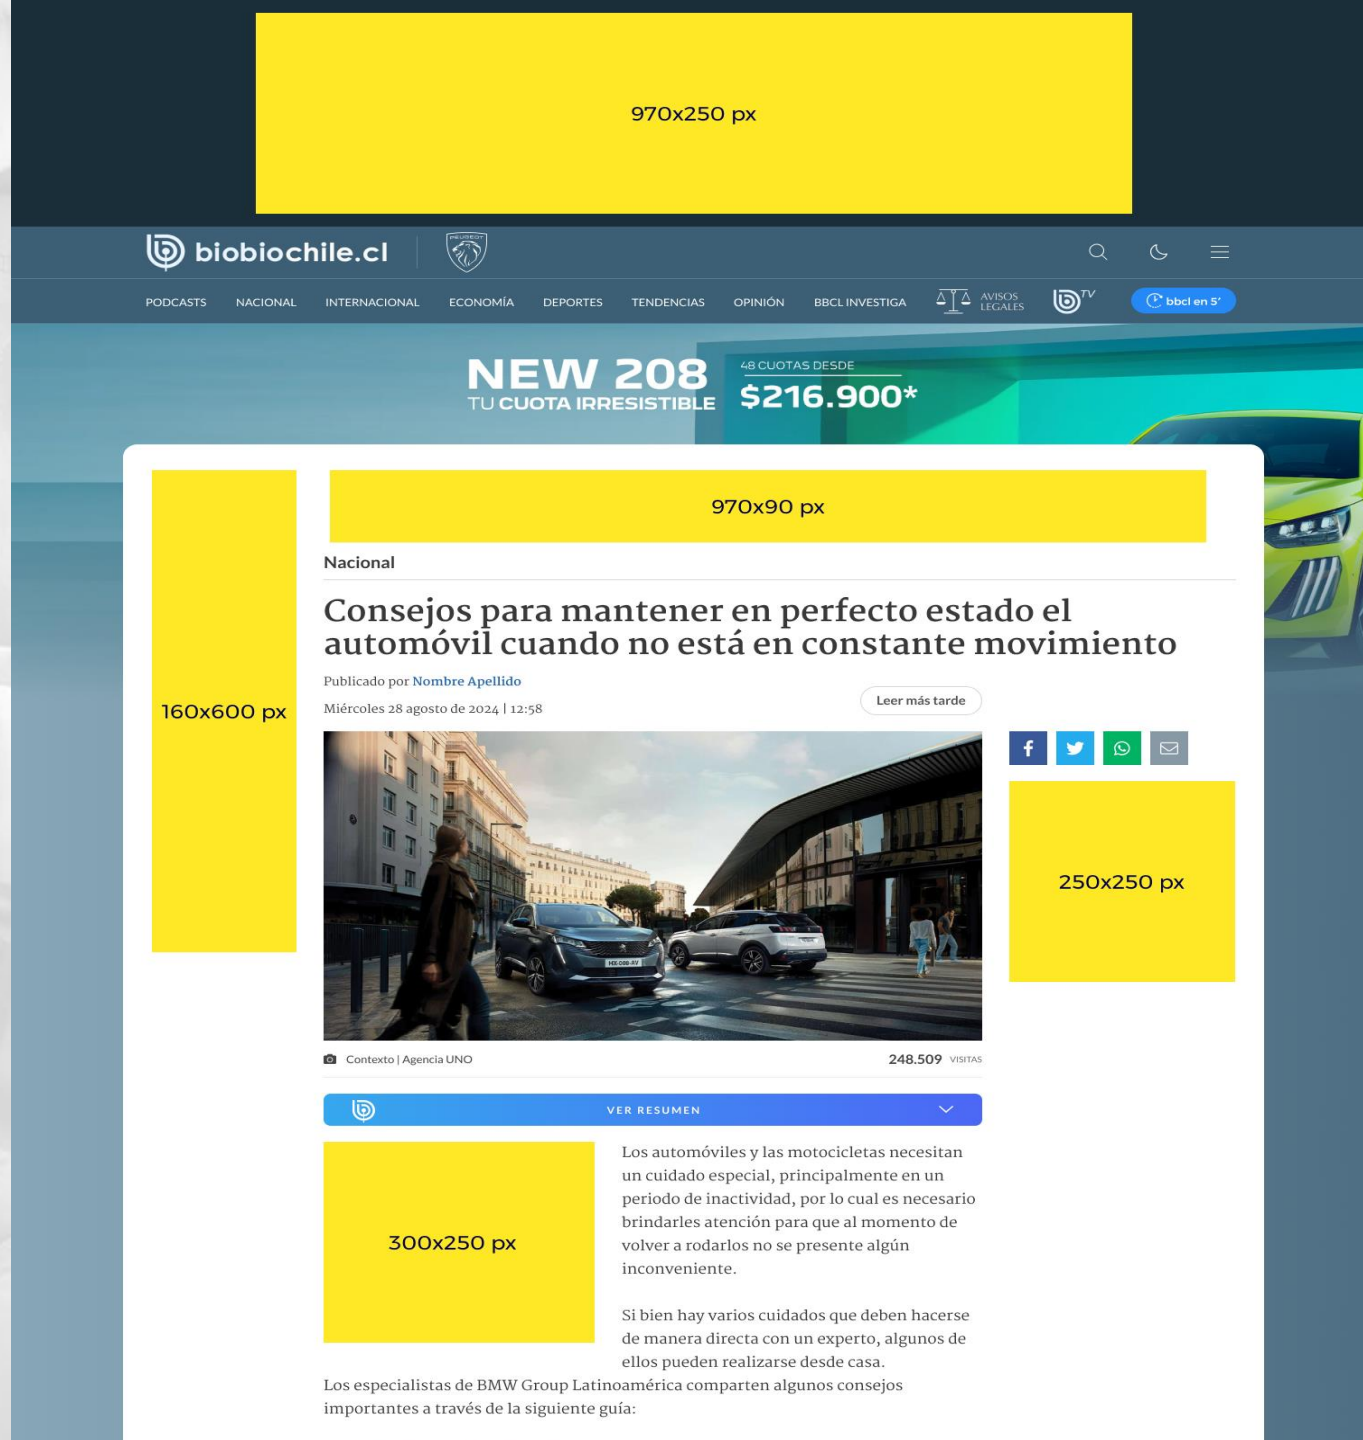 970x250 px
biobiochile.cl
PEUGEOT
PODCASTS NACIONAL INTERNACIONAL ECONOMÍA DEPORTES TENDENCIAS OPINIÓN BBCL INVESTIGA AVISOS LEGALES TV bbcl en 5'
NEW 208
TU CUOTA IRRESISTIBLE
48 CUOTAS DESDE
$216.900*
160x600 px
970x90 px
Nacional
Consejos para mantener en perfecto estado el
automóvil cuando no está en constante movimiento
Publicado por Nombre Apellido
Miércoles 28 agosto de 2024 | 12:58
Leer más tarde
250x250 px
Contexto | Agencia UNO
248.509 VISITAS
VER RESUMEN
300x250 px
Los automóviles y las motocicletas necesitan
un cuidado especial, principalmente en un
periodo de inactividad, por lo cual es necesario
brindarles atención para que al momento de
volver a rodarlos no se presente algún
inconveniente.
Si bien hay varios cuidados que deben hacerse
de manera directa con un experto, algunos de
ellos pueden realizarse desde casa.
Los especialistas de BMW Group Latinoamérica comparten algunos consejos
importantes a través de la siguiente guía: